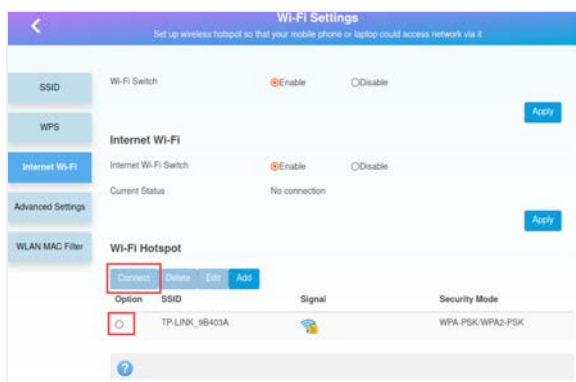 Wi-Fi Settings
Set up wireless hotspot so that your mobile phone or laptop could access network via it
SSID
WPS
Internet Wi-Fi
Advanced Settings
WLAN MAC Filter
Wi-Fi Switch Enable Disable
Apply
Internet Wi-Fi
Internet Wi-Fi Switch Enable Disable
Current Status No connection
Apply
Wi-Fi Hotspot
Connect Delete Edit Add
Option SSID Signal Security Mode
TP-LINK_9B403A WPA-PSK/WPA2-PSK
?